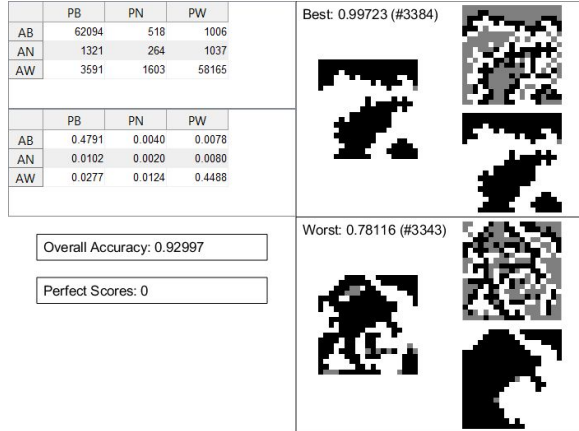 PB PN PW
AB 62094 518 1006
AN 1321 264 1037
AW 3591 1603 58165
PB PN PW
AB 0.4791 0.0040 0.0078
AN 0.0102 0.0020 0.0080
AW 0.0277 0.0124 0.4488
Overall Accuracy: 0.92997
Perfect Scores: 0
Best: 0.99723 (#3384)
Worst: 0.78116 (#3343)